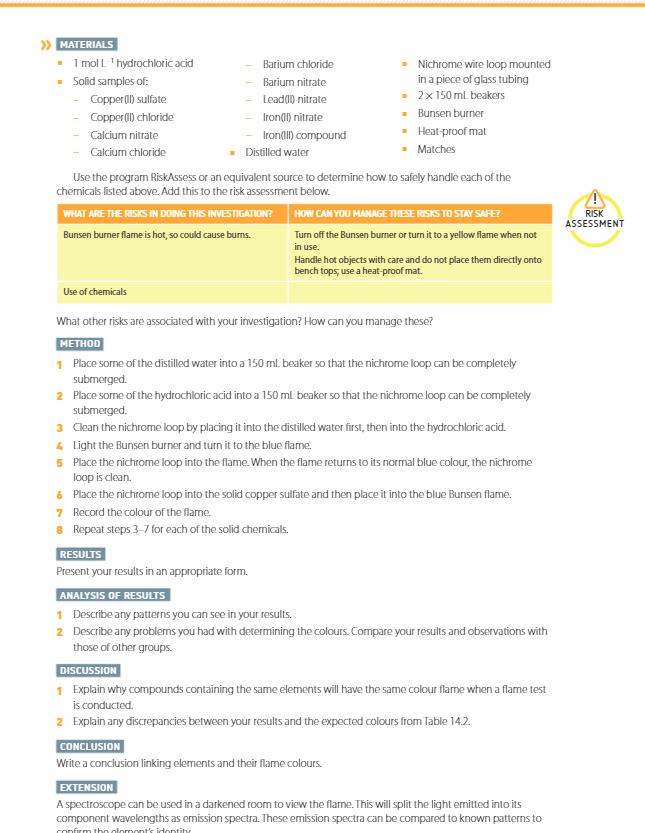 MATERIALS
1 mol L⁻¹ hydrochloric acid
Solid samples of:
– Copper(II) sulfate
– Copper(II) chloride
– Calcium nitrate
– Calcium chloride
– Barium chloride
– Barium nitrate
– Lead(II) nitrate
– Iron(II) nitrate
– Iron(III) compound
Distilled water
Nichrome wire loop mounted
in a piece of glass tubing
2 × 150 mL beakers
Bunsen burner
Heat-proof mat
Matches
Use the program RiskAssess or an equivalent source to determine how to safely handle each of the
chemicals listed above. Add this to the risk assessment below.
WHAT ARE THE RISKS IN DOING THIS INVESTIGATION?
HOW CAN YOU MANAGE THESE RISKS TO STAY SAFE?
Bunsen burner flame is hot, so could cause burns.
Turn off the Bunsen burner or turn it to a yellow flame when not
in use.
Handle hot objects with care and do not place them directly onto
bench tops; use a heat-proof mat.
Use of chemicals
!
RISK
ASSESSMENT
What other risks are associated with your investigation? How can you manage these?
METHOD
1 Place some of the distilled water into a 150 mL beaker so that the nichrome loop can be completely
submerged.
2 Place some of the hydrochloric acid into a 150 mL beaker so that the nichrome loop can be completely
submerged.
3 Clean the nichrome loop by placing it into the distilled water first, then into the hydrochloric acid.
4 Light the Bunsen burner and turn it to the blue flame.
5 Place the nichrome loop into the flame. When the flame returns to its normal blue colour, the nichrome
loop is clean.
6 Place the nichrome loop into the solid copper sulfate and then place it into the blue Bunsen flame.
7 Record the colour of the flame.
8 Repeat steps 3–7 for each of the solid chemicals.
RESULTS
Present your results in an appropriate form.
ANALYSIS OF RESULTS
1 Describe any patterns you can see in your results.
2 Describe any problems you had with determining the colours. Compare your results and observations with
those of other groups.
DISCUSSION
1 Explain why compounds containing the same elements will have the same colour flame when a flame test
is conducted.
2 Explain any discrepancies between your results and the expected colours from Table 14.2.
CONCLUSION
Write a conclusion linking elements and their flame colours.
EXTENSION
A spectroscope can be used in a darkened room to view the flame. This will split the light emitted into its
component wavelengths as emission spectra. These emission spectra can be compared to known patterns to
confirm the element's identity.